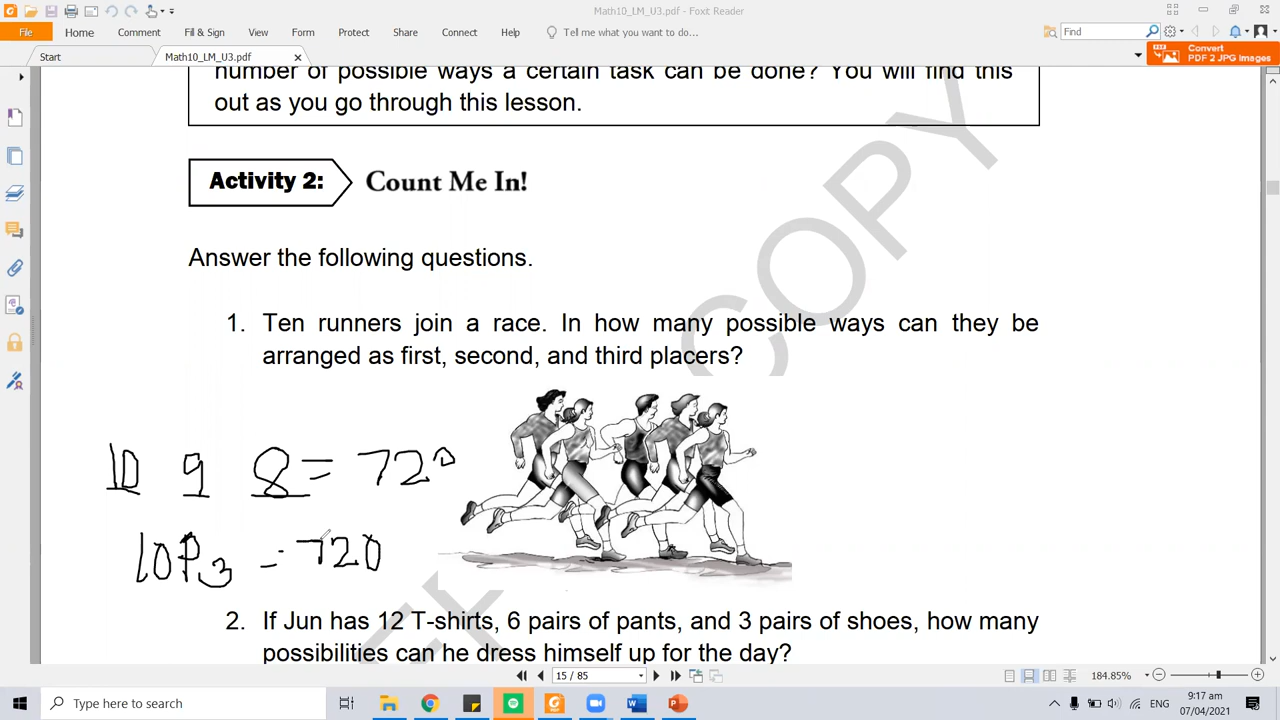 Math10_LM_U3.pdf - Foxit Reader
File Home Comment Fill & Sign View Form Protect Share Connect Help Tell me what you want to do... Find
Start Math10_LM_U3.pdf
Convert
PDF 2 JPG Images
number of possible ways a certain task can be done? You will find this
out as you go through this lesson.
Activity 2: Count Me In!
Answer the following questions.
1. Ten runners join a race. In how many possible ways can they be
arranged as first, second, and third placers?
10 9 8 = 720
10P3 = 720
2. If Jun has 12 T-shirts, 6 pairs of pants, and 3 pairs of shoes, how many
possibilities can he dress himself up for the day?
COPY
15 / 85 184.85%
Type here to search
ENG
9:17 am
07/04/2021